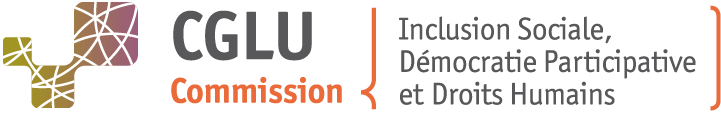 CGLU
Commission
Inclusion Sociale,
Démocratie Participative
et Droits Humains